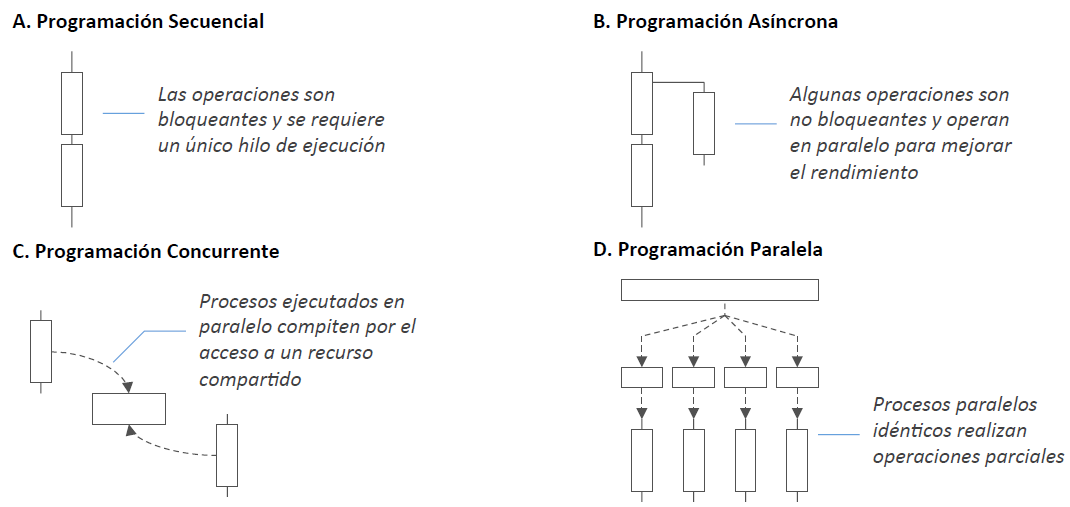 A. Programación Secuencial
Las operaciones son
bloqueantes y se requiere
un único hilo de ejecución
B. Programación Asíncrona
Algunas operaciones son
no bloqueantes y operan
en paralelo para mejorar
el rendimiento
C. Programación Concurrente
Procesos ejecutados en
paralelo compiten por el
acceso a un recurso
compartido
D. Programación Paralela
Procesos paralelos
idénticos realizan
operaciones parciales